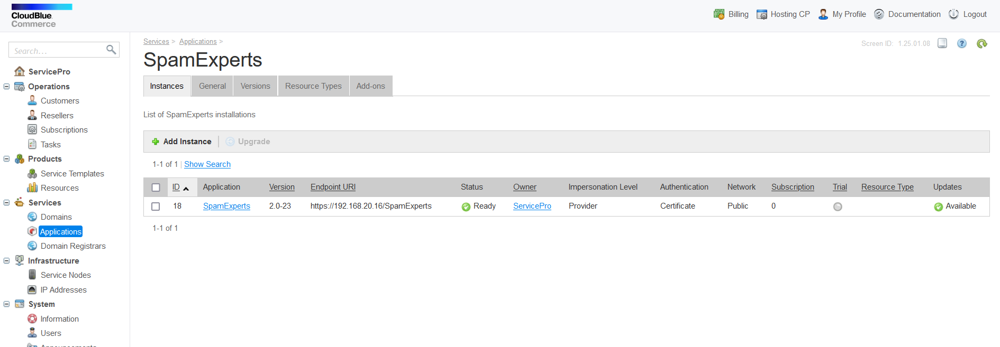 CloudBlue
Commerce
Billing Hosting CP My Profile Documentation Logout
Search...
ServicePro
Operations
Customers
Resellers
Subscriptions
Tasks
Products
Service Templates
Resources
Services
Domains
Applications
Domain Registrars
Infrastructure
Service Nodes
IP Addresses
System
Information
Users
Announcements
Services > Applications >
Screen ID: 1.25.01.08
SpamExperts
Instances General Versions Resource Types Add-ons
List of SpamExperts installations
Add Instance Upgrade
1-1 of 1 | Show Search
ID Application Version Endpoint URI Status Owner Impersonation Level Authentication Network Subscription Trial Resource Type Updates
18 SpamExperts 2.0-23 https://192.168.20.16/SpamExperts Ready ServicePro Provider Certificate Public 0 Available
1-1 of 1